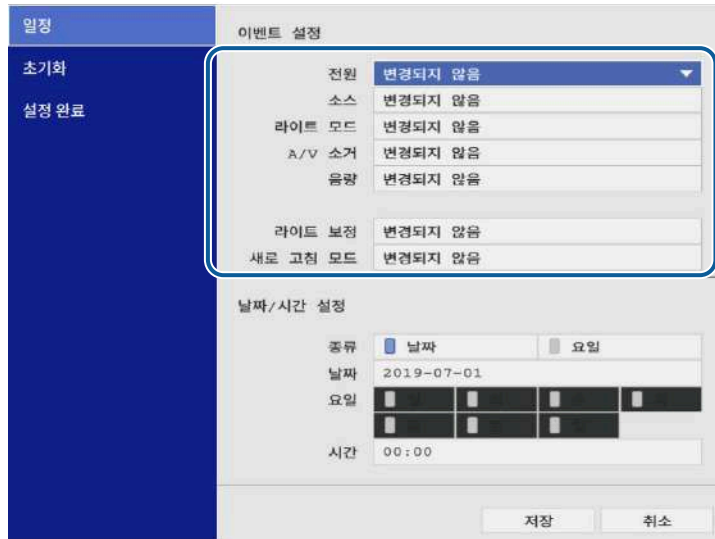 일정
초기화
설정 완료
이벤트 설정
전원 변경되지 않음
소스 변경되지 않음
라이트 모드 변경되지 않음
A/V 소거 변경되지 않음
음량 변경되지 않음
라이트 보정 변경되지 않음
새로 고침 모드 변경되지 않음
날짜/시간 설정
종류 날짜 요일
날짜 2019-07-01
요일
시간 00:00
저장 취소